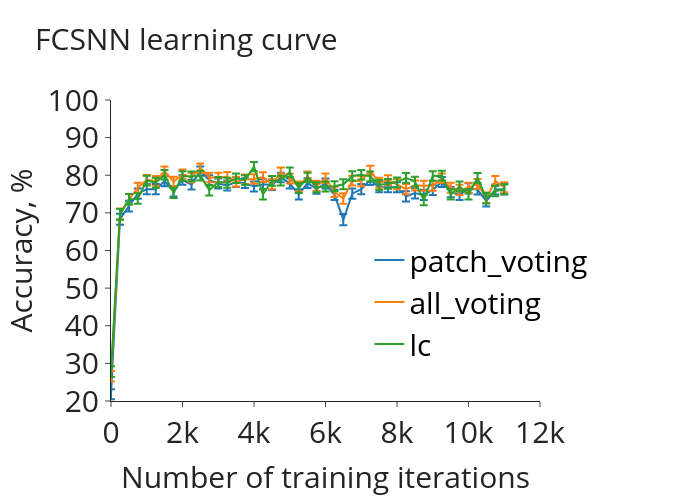 FCSNN learning curve
100
90
80
70
60
50
40
30
20
Accuracy, %
patch_voting
all_voting
lc
0 2k 4k 6k 8k 10k 12k
Number of training iterations